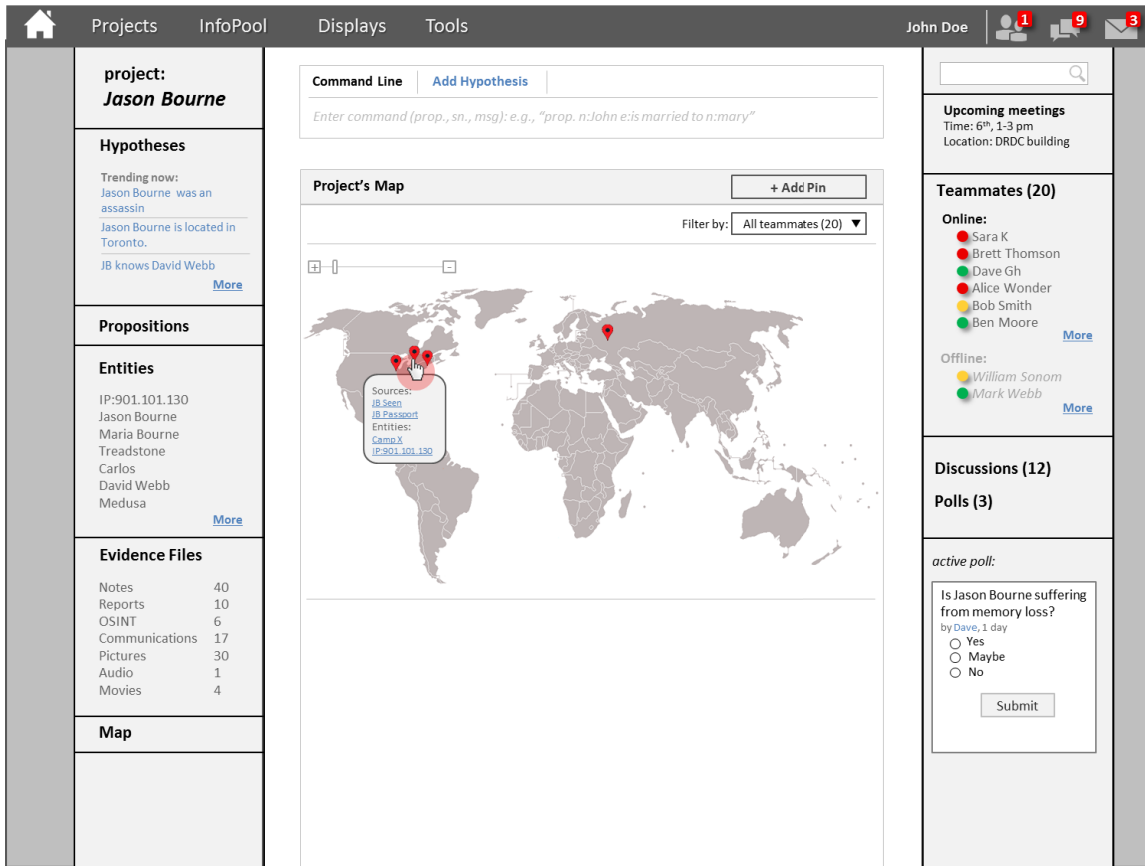 Projects InfoPool Displays Tools John Doe 1 9 3
project:
Jason Bourne
Hypotheses
Trending now:
Jason Bourne was an
assassin
Jason Bourne is located in
Toronto.
JB knows David Webb
More
Propositions
Entities
IP:901.101.130
Jason Bourne
Maria Bourne
Treadstone
Carlos
David Webb
Medusa
More
Evidence Files
Notes 40
Reports 10
OSINT 6
Communications 17
Pictures 30
Audio 1
Movies 4
Map
Command Line Add Hypothesis
Enter command (prop., sn., msg): e.g., “prop. n:John e:is married to n:mary”
Project's Map + Add Pin
Filter by: All teammates (20) ▼
+ -
Sources:
JB Seen
JB Passport
Entities:
Camp X
IP:901.101.130
Upcoming meetings
Time: 6th, 1-3 pm
Location: DRDC building
Teammates (20)
Online:
Sara K
Brett Thomson
Dave Gh
Alice Wonder
Bob Smith
Ben Moore
More
Offline:
William Sonom
Mark Webb
More
Discussions (12)
Polls (3)
active poll:
Is Jason Bourne suffering
from memory loss?
by Dave, 1 day
Yes
Maybe
No
Submit